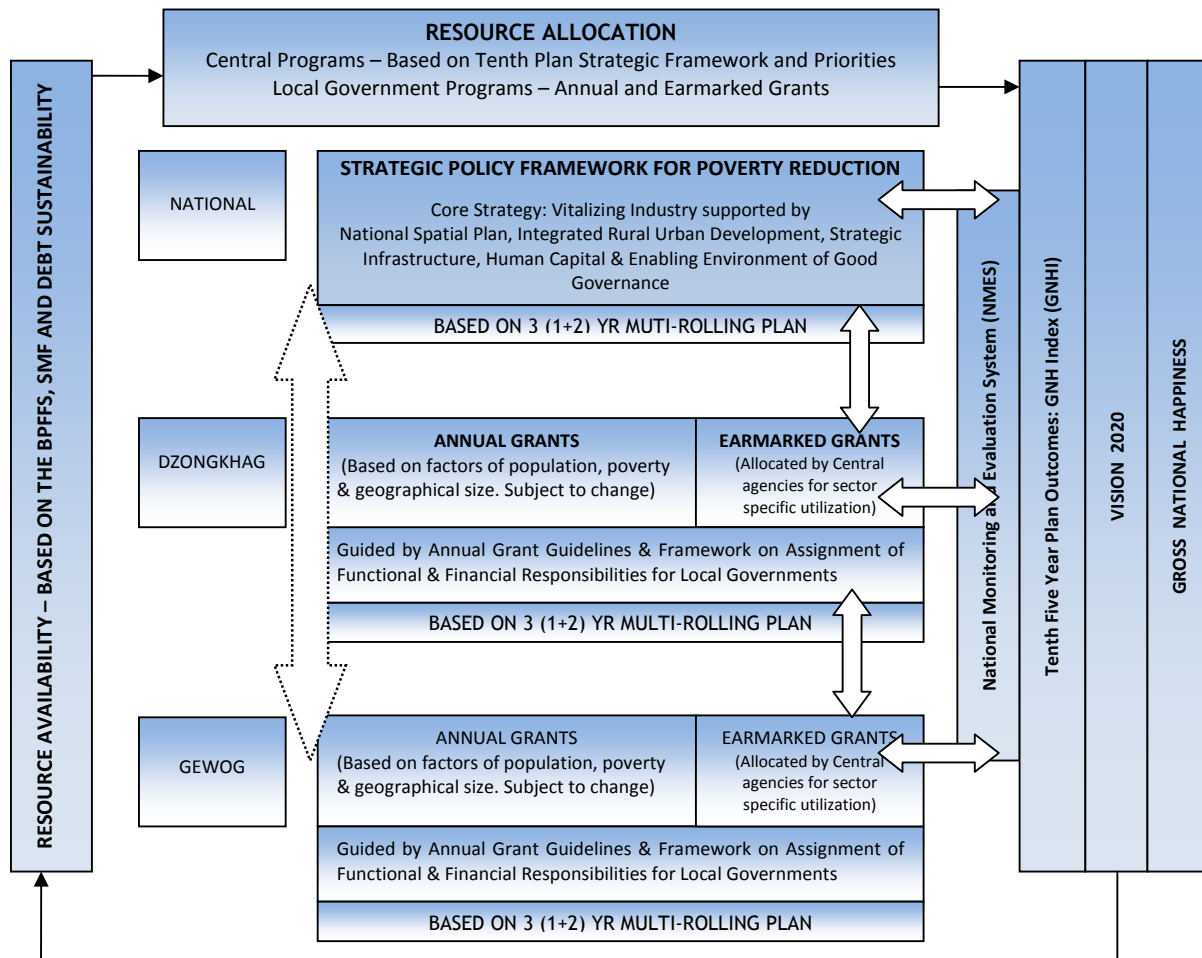 RESOURCE ALLOCATION
Central Programs – Based on Tenth Plan Strategic Framework and Priorities
Local Government Programs – Annual and Earmarked Grants
RESOURCE AVAILABILITY – BASED ON THE BPFFS, SMF AND DEBT SUSTAINABILITY
NATIONAL
STRATEGIC POLICY FRAMEWORK FOR POVERTY REDUCTION
Core Strategy: Vitalizing Industry supported by
National Spatial Plan, Integrated Rural Urban Development, Strategic
Infrastructure, Human Capital & Enabling Environment of Good
Governance
BASED ON 3 (1+2) YR MUTI-ROLLING PLAN
DZONGKHAG
ANNUAL GRANTS
(Based on factors of population, poverty
& geographical size. Subject to change)
EARMARKED GRANTS
(Allocated by Central
agencies for sector
specific utilization)
Guided by Annual Grant Guidelines & Framework on Assignment of
Functional & Financial Responsibilities for Local Governments
BASED ON 3 (1+2) YR MULTI-ROLLING PLAN
GEWOG
ANNUAL GRANTS
(Based on factors of population, poverty
& geographical size. Subject to change)
EARMARKED GRANTS
(Allocated by Central
agencies for sector
specific utilization)
Guided by Annual Grant Guidelines & Framework on Assignment of
Functional & Financial Responsibilities for Local Governments
BASED ON 3 (1+2) YR MULTI-ROLLING PLAN
National Monitoring and Evaluation System (NMES)
Tenth Five Year Plan Outcomes: GNH Index (GNHI)
VISION 2020
GROSS NATIONAL HAPPINESS